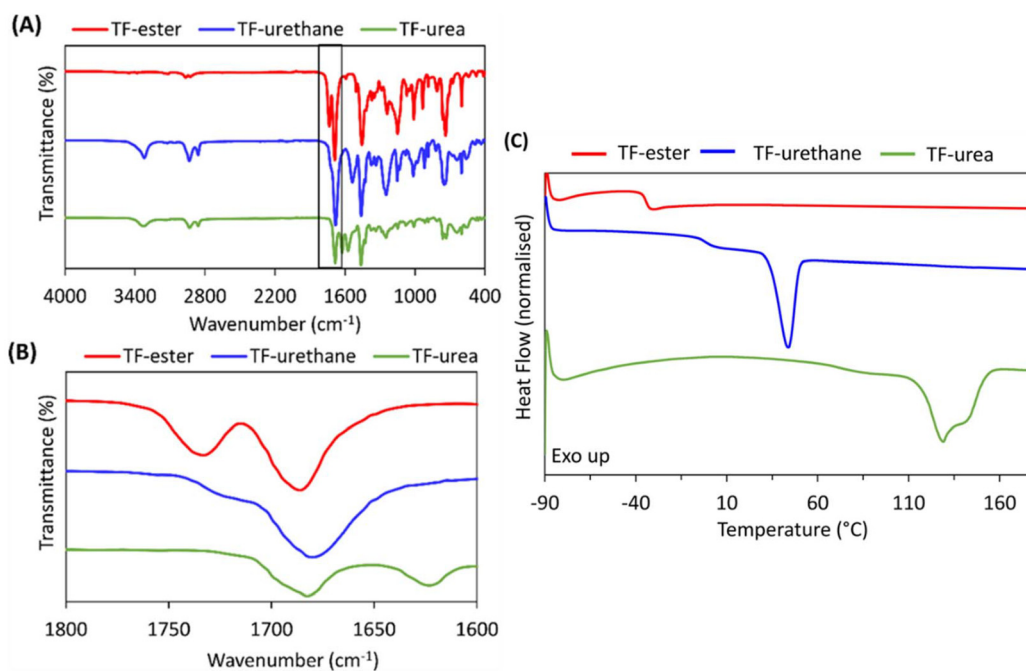 (A)
TF-ester TF-urethane TF-urea
Transmittance (%)
4000 3400 2800 2200 1600 1000 400
Wavenumber (cm⁻¹)
(B)
TF-ester TF-urethane TF-urea
Transmittance (%)
1800 1750 1700 1650 1600
Wavenumber (cm⁻¹)
(C)
TF-ester TF-urethane TF-urea
Heat Flow (normalised)
Exo up
-90 -40 10 60 110 160
Temperature (°C)